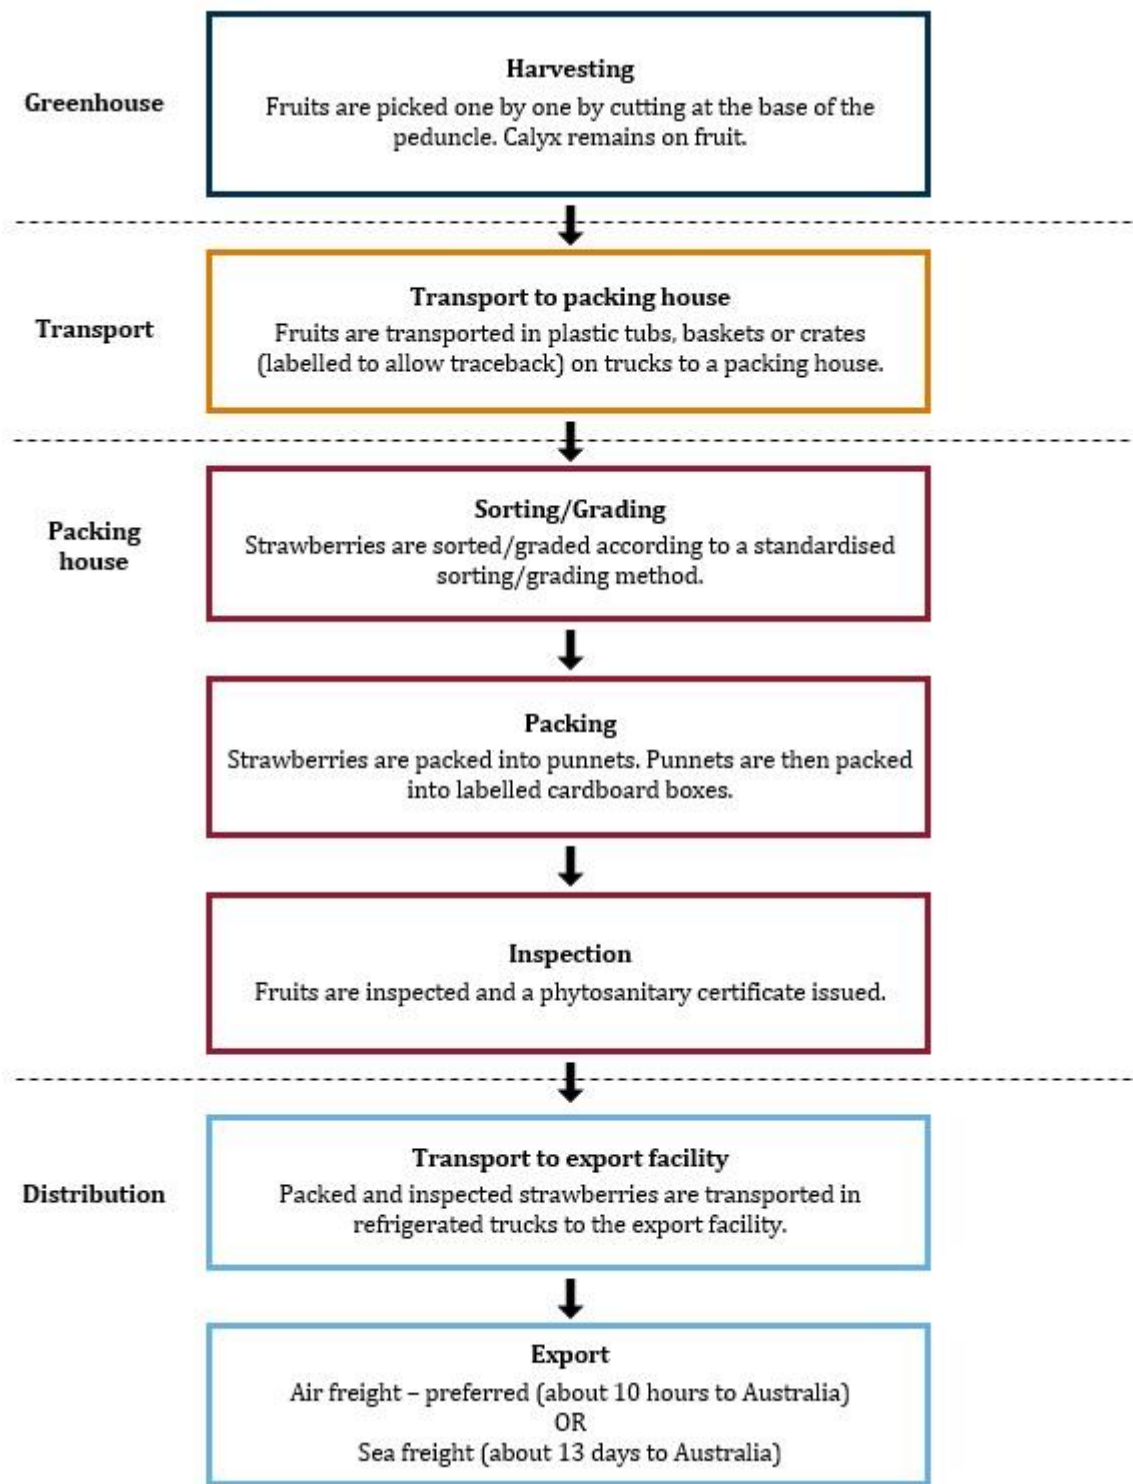 Greenhouse
Harvesting
Fruits are picked one by one by cutting at the base of the
peduncle. Calyx remains on fruit.
Transport
Transport to packing house
Fruits are transported in plastic tubs, baskets or crates
(labelled to allow traceback) on trucks to a packing house.
Packing
house
Sorting/Grading
Strawberries are sorted/graded according to a standardised
sorting/grading method.
Packing
Strawberries are packed into punnets. Punnets are then packed
into labelled cardboard boxes.
Inspection
Fruits are inspected and a phytosanitary certificate issued.
Distribution
Transport to export facility
Packed and inspected strawberries are transported in
refrigerated trucks to the export facility.
Export
Air freight – preferred (about 10 hours to Australia)
OR
Sea freight (about 13 days to Australia)